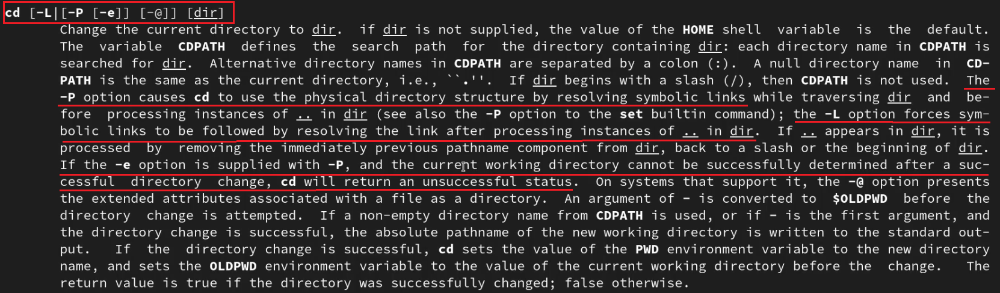 cd [-L|[-P [-e]] [-@]] [dir]
Change the current directory to dir. if dir is not supplied, the value of the HOME shell variable is the default.
The variable CDPATH defines the search path for the directory containing dir: each directory name in CDPATH is
searched for dir. Alternative directory names in CDPATH are separated by a colon (:). A null directory name in CD-
PATH is the same as the current directory, i.e., ``.''. If dir begins with a slash (/), then CDPATH is not used. The
-P option causes cd to use the physical directory structure by resolving symbolic links while traversing dir and be-
fore processing instances of .. in dir (see also the -P option to the set builtin command); the -L option forces sym-
bolic links to be followed by resolving the link after processing instances of .. in dir. If .. appears in dir, it is
processed by removing the immediately previous pathname component from dir, back to a slash or the beginning of dir.
If the -e option is supplied with -P, and the current working directory cannot be successfully determined after a suc-
cessful directory change, cd will return an unsuccessful status. On systems that support it, the -@ option presents
the extended attributes associated with a file as a directory. An argument of - is converted to $OLDPWD before the
directory change is attempted. If a non-empty directory name from CDPATH is used, or if - is the first argument, and
the directory change is successful, the absolute pathname of the new working directory is written to the standard out-
put. If the directory change is successful, cd sets the value of the PWD environment variable to the new directory
name, and sets the OLDPWD environment variable to the value of the current working directory before the change. The
return value is true if the directory was successfully changed; false otherwise.